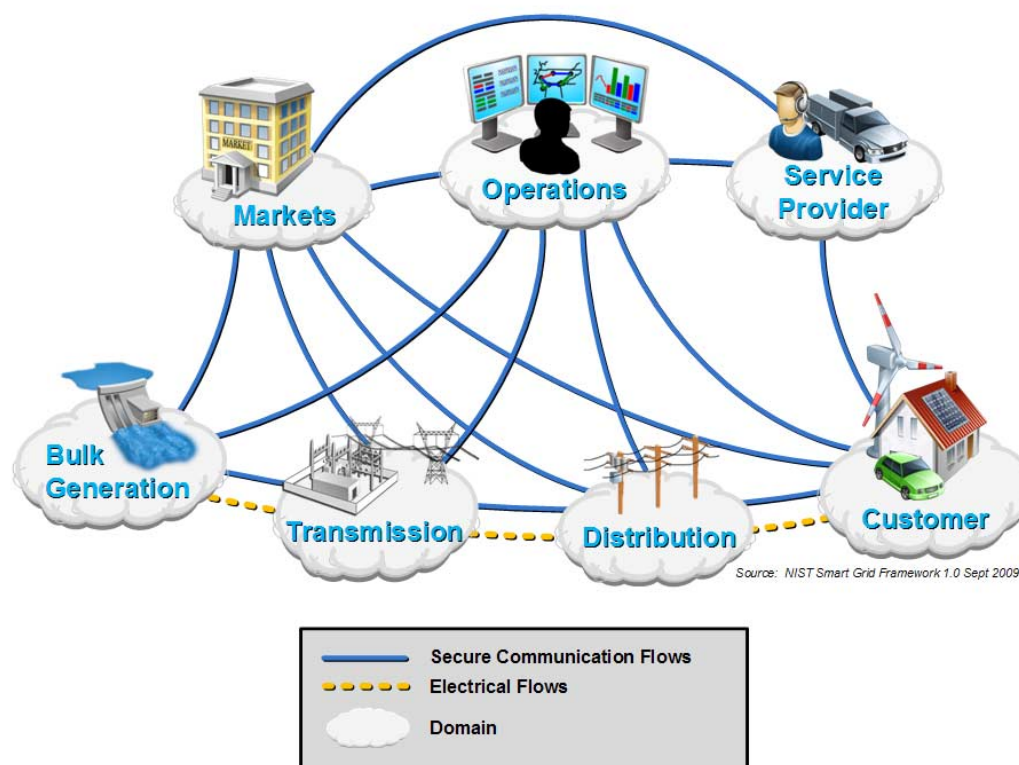 MARKET
Markets
Operations
Service
Provider
Bulk
Generation
Transmission
Distribution
Customer
Source: NIST Smart Grid Framework 1.0 Sept 2009
Secure Communication Flows
Electrical Flows
Domain